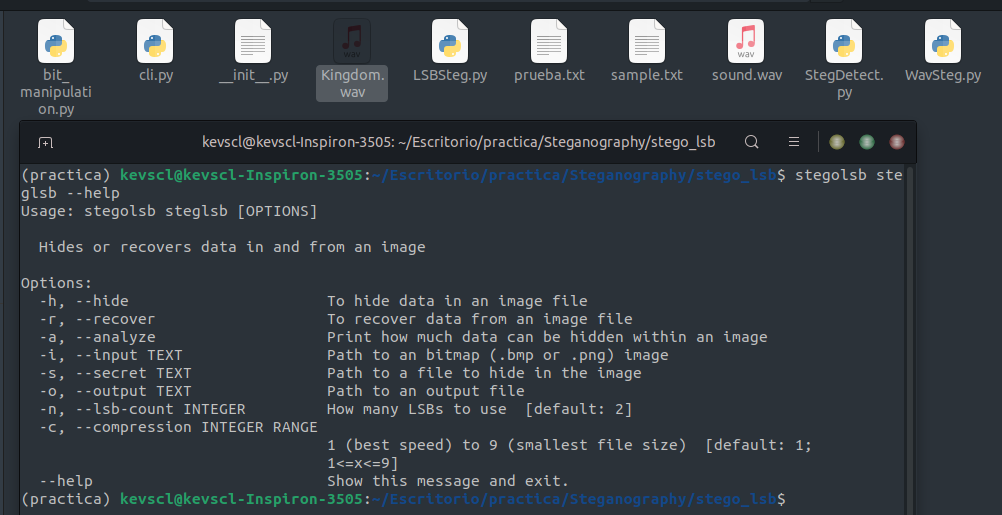 bit_
manipulati
on.py
cli.py
__init__.py
wav
Kingdom.
wav
LSBSteg.py
prueba.txt
sample.txt
wav
sound.wav
StegDetect.
py
WavSteg.py
kevscl@kevscl-Inspiron-3505: ~/Escritorio/practica/Steganography/stego_lsb
(practica) kevscl@kevscl-Inspiron-3505:~/Escritorio/practica/Steganography/stego_lsb$ stegolsb ste
glsb --help
Usage: stegolsb steglsb [OPTIONS]
Hides or recovers data in and from an image
Options:
-h, --hide To hide data in an image file
-r, --recover To recover data from an image file
-a, --analyze Print how much data can be hidden within an image
-i, --input TEXT Path to an bitmap (.bmp or .png) image
-s, --secret TEXT Path to a file to hide in the image
-o, --output TEXT Path to an output file
-n, --lsb-count INTEGER How many LSBs to use [default: 2]
-c, --compression INTEGER RANGE
1 (best speed) to 9 (smallest file size) [default: 1;
1<=x<=9]
--help Show this message and exit.
(practica) kevscl@kevscl-Inspiron-3505:~/Escritorio/practica/Steganography/stego_lsb$